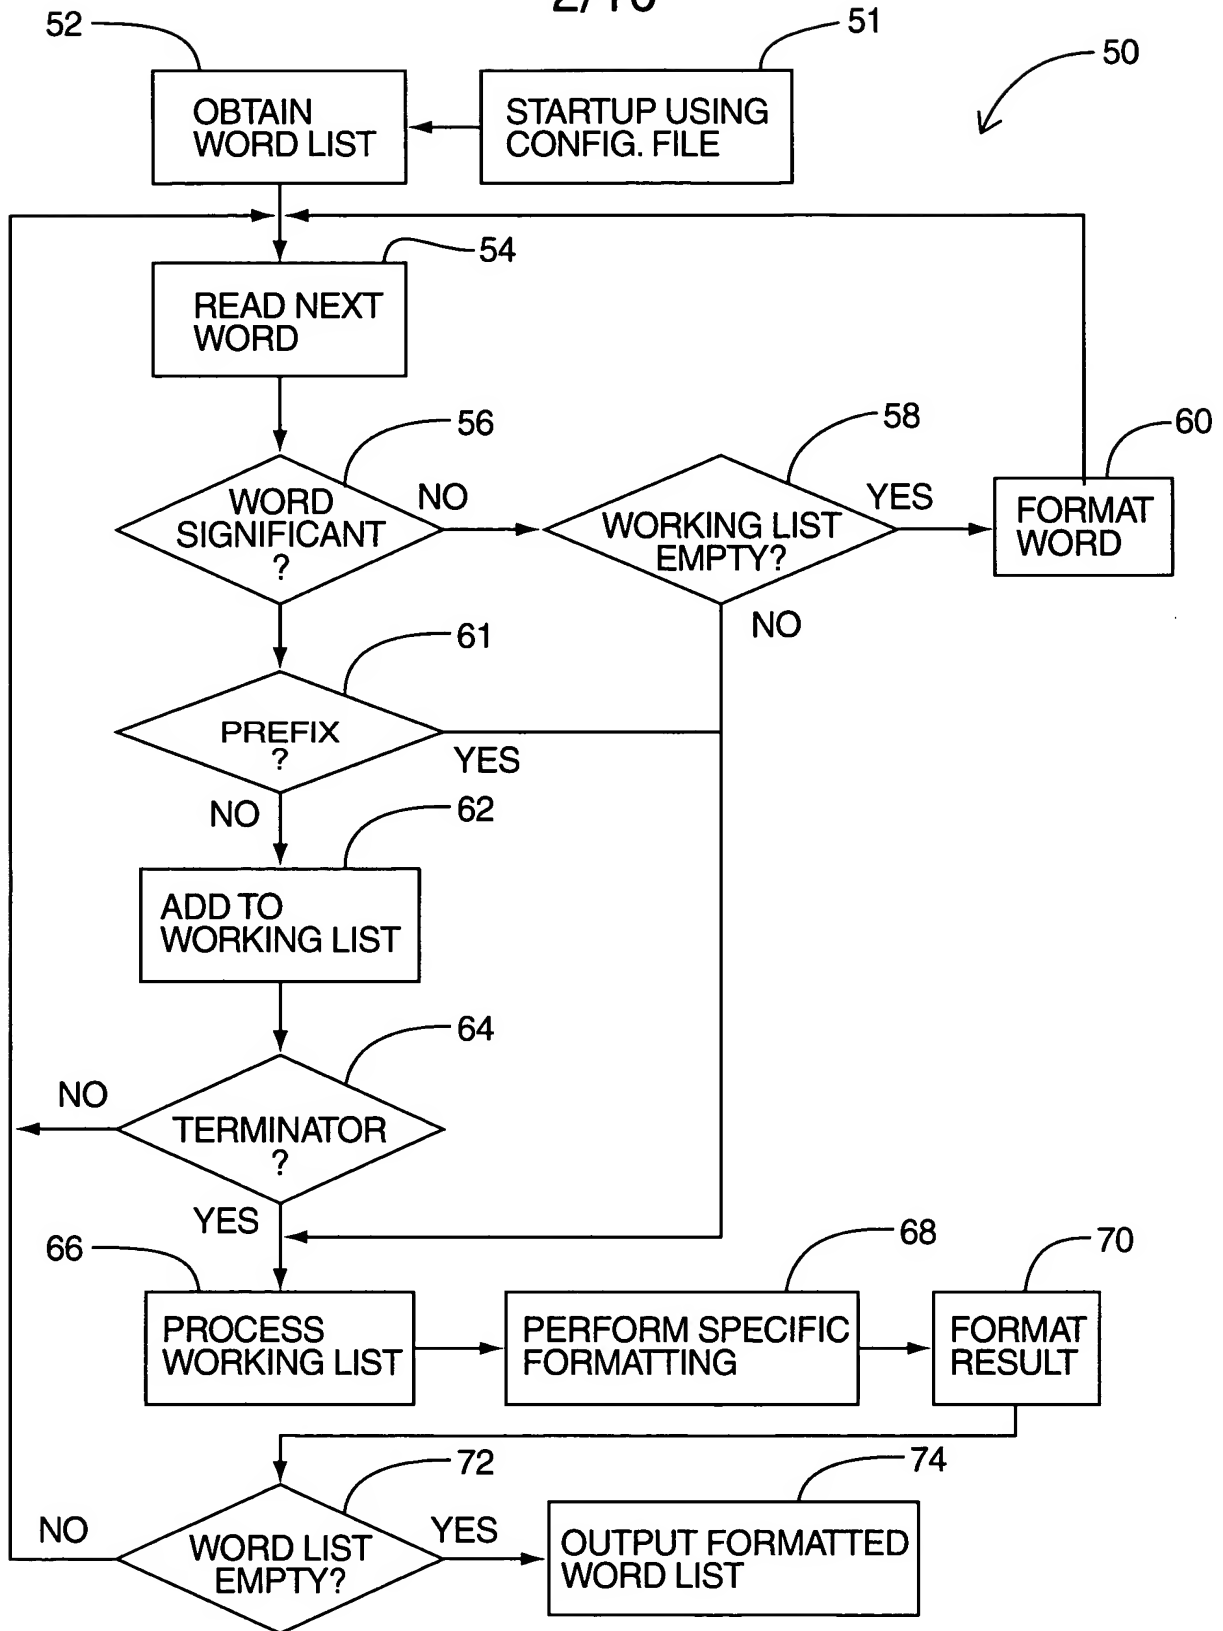 52
51
50
OBTAIN
WORD LIST
STARTUP USING
CONFIG. FILE
54
READ NEXT
WORD
56
58
60
WORD
SIGNIFICANT
?
NO
WORKING LIST
EMPTY?
YES
FORMAT
WORD
NO
61
PREFIX
?
YES
NO
62
ADD TO
WORKING LIST
64
NO
TERMINATOR
?
YES
66
68
70
PROCESS
WORKING LIST
PERFORM SPECIFIC
FORMATTING
FORMAT
RESULT
72
74
NO
WORD LIST
EMPTY?
YES
OUTPUT FORMATTED
WORD LIST